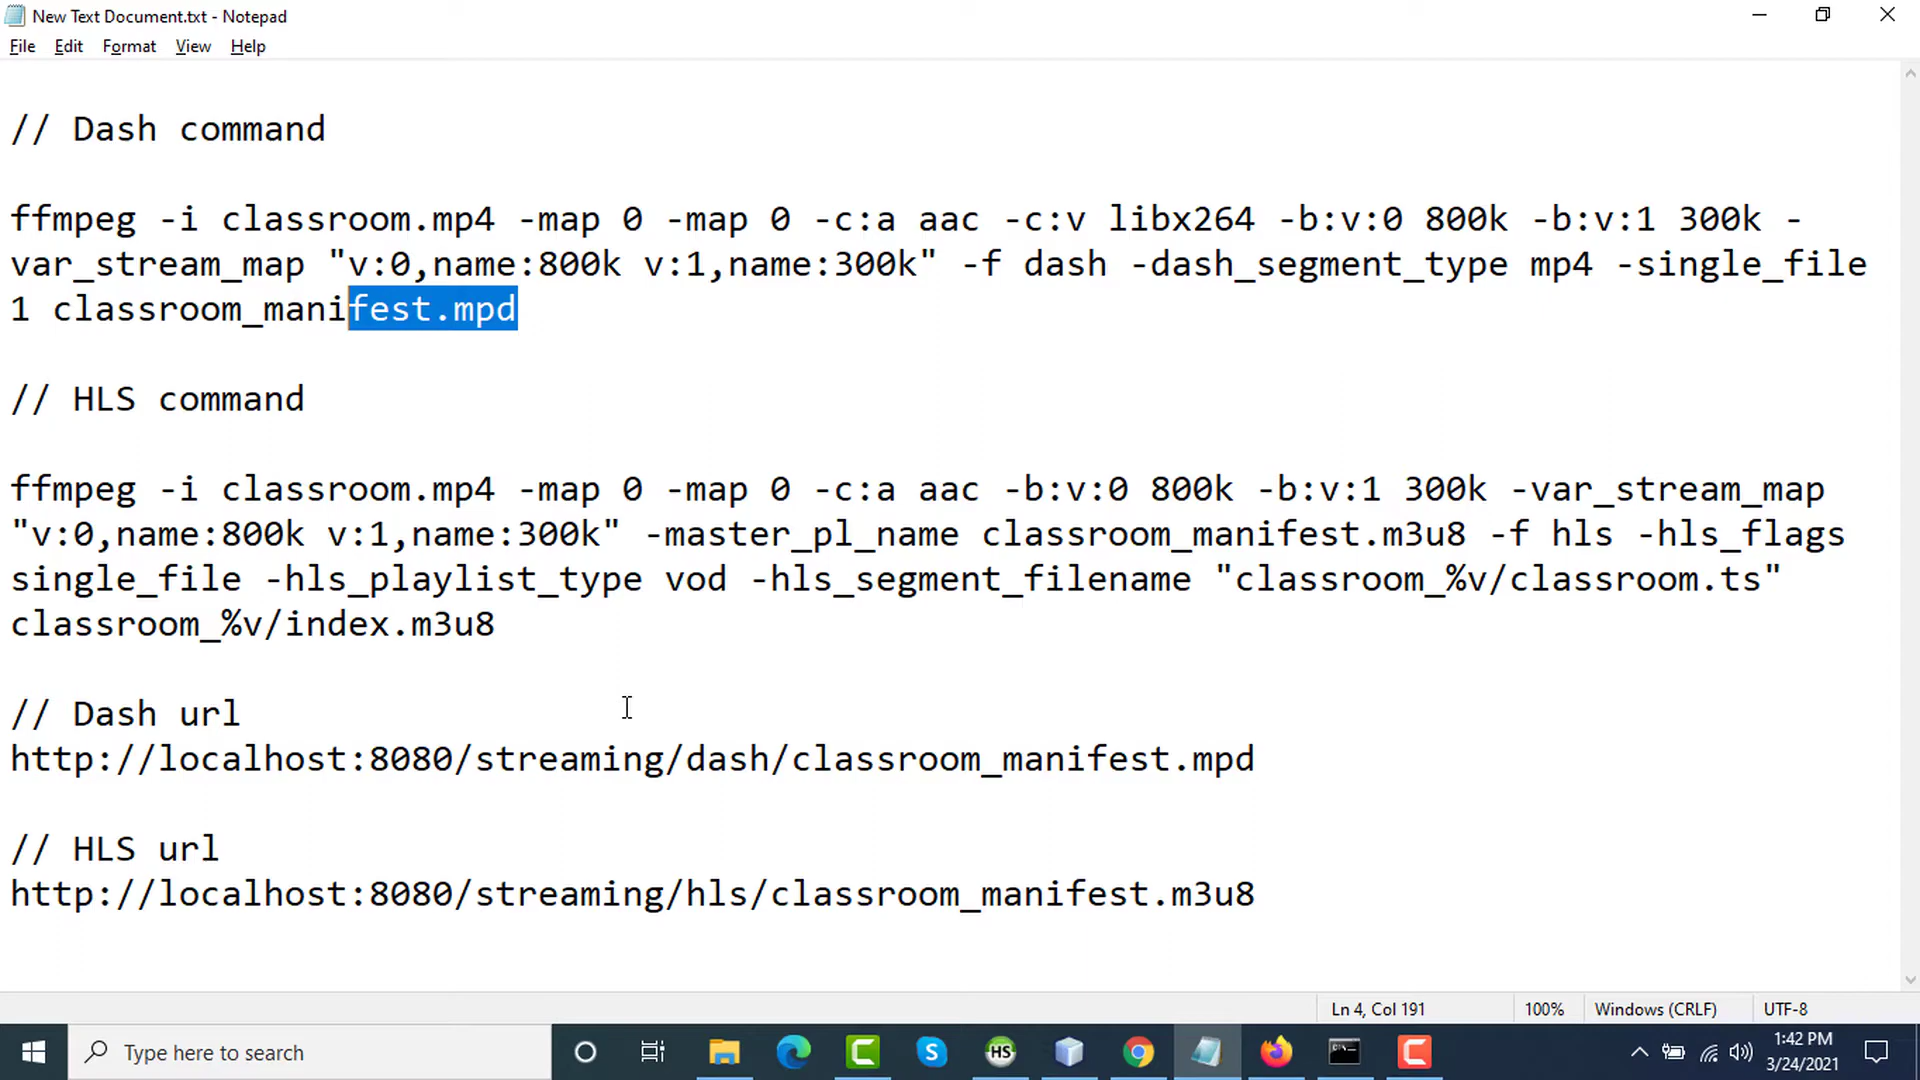 New Text Document.txt - Notepad
File Edit Format View Help
// Dash command
ffmpeg -i classroom.mp4 -map 0 -map 0 -c:a aac -c:v libx264 -b:v:0 800k -b:v:1 300k -
var_stream_map "v:0,name:800k v:1,name:300k" -f dash -dash_segment_type mp4 -single_file
1 classroom_manifest.mpd
// HLS command
ffmpeg -i classroom.mp4 -map 0 -map 0 -c:a aac -b:v:0 800k -b:v:1 300k -var_stream_map
"v:0,name:800k v:1,name:300k" -master_pl_name classroom_manifest.m3u8 -f hls -hls_flags
single_file -hls_playlist_type vod -hls_segment_filename "classroom_%v/classroom.ts"
classroom_%v/index.m3u8
// Dash url
http://localhost:8080/streaming/dash/classroom_manifest.mpd
// HLS url
http://localhost:8080/streaming/hls/classroom_manifest.m3u8
Ln 4, Col 191 100% Windows (CRLF) UTF-8
Type here to search
HS
1:42 PM
3/24/2021